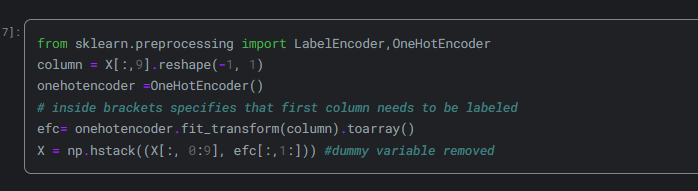 7]:
from sklearn.preprocessing import LabelEncoder,OneHotEncoder
column = X[:,9].reshape(-1, 1)
onehotencoder =OneHotEncoder()
# inside brackets specifies that first column needs to be labeled
efc= onehotencoder.fit_transform(column).toarray()
X = np.hstack((X[:, 0:9], efc[:,1:])) #dummy variable removed